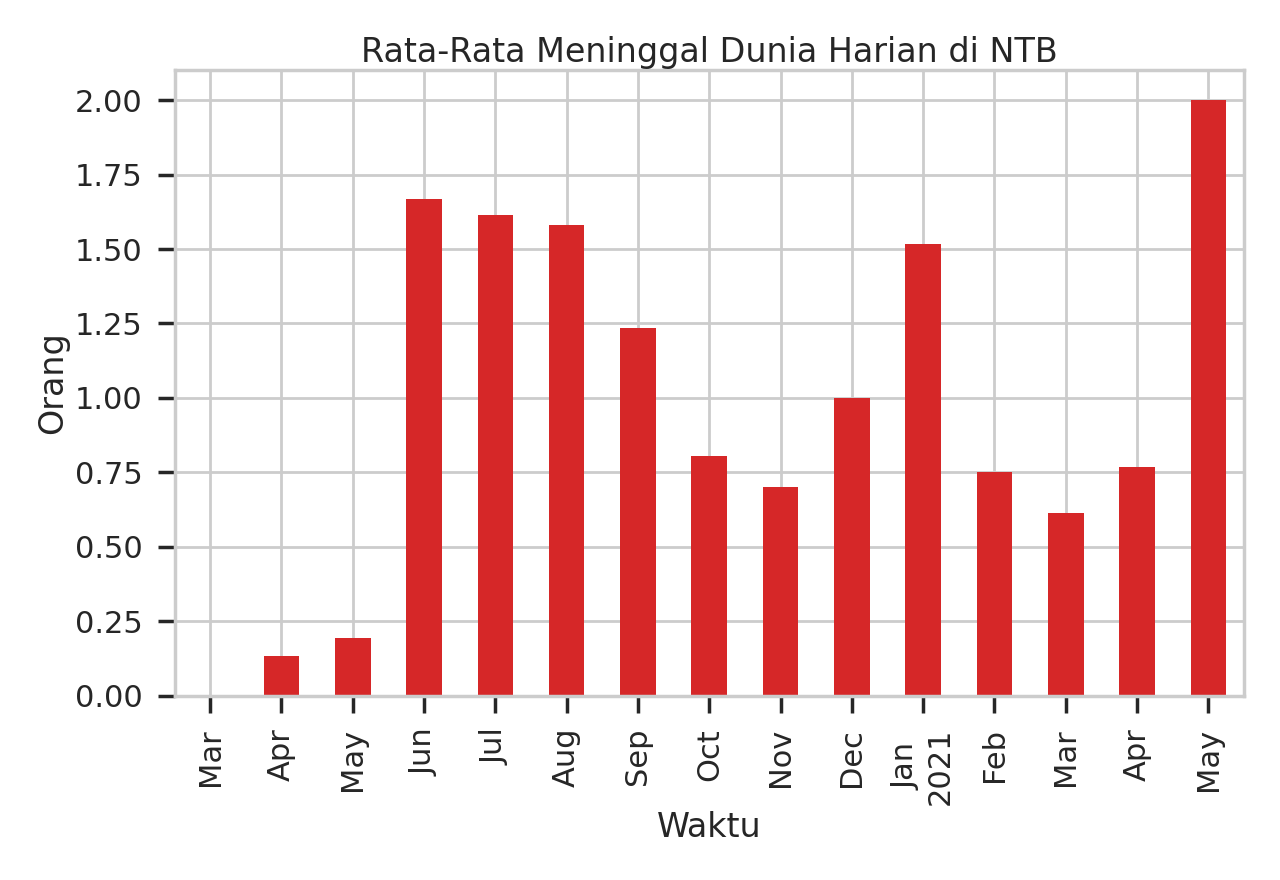 Rata-Rata Meninggal Dunia Harian di NTB
Orang
2.00
1.75
1.50
1.25
1.00
0.75
0.50
0.25
0.00
Mar
Apr
May
Jun
Jul
Aug
Sep
Oct
Nov
Dec
Jan
2021
Feb
Mar
Apr
May
Waktu